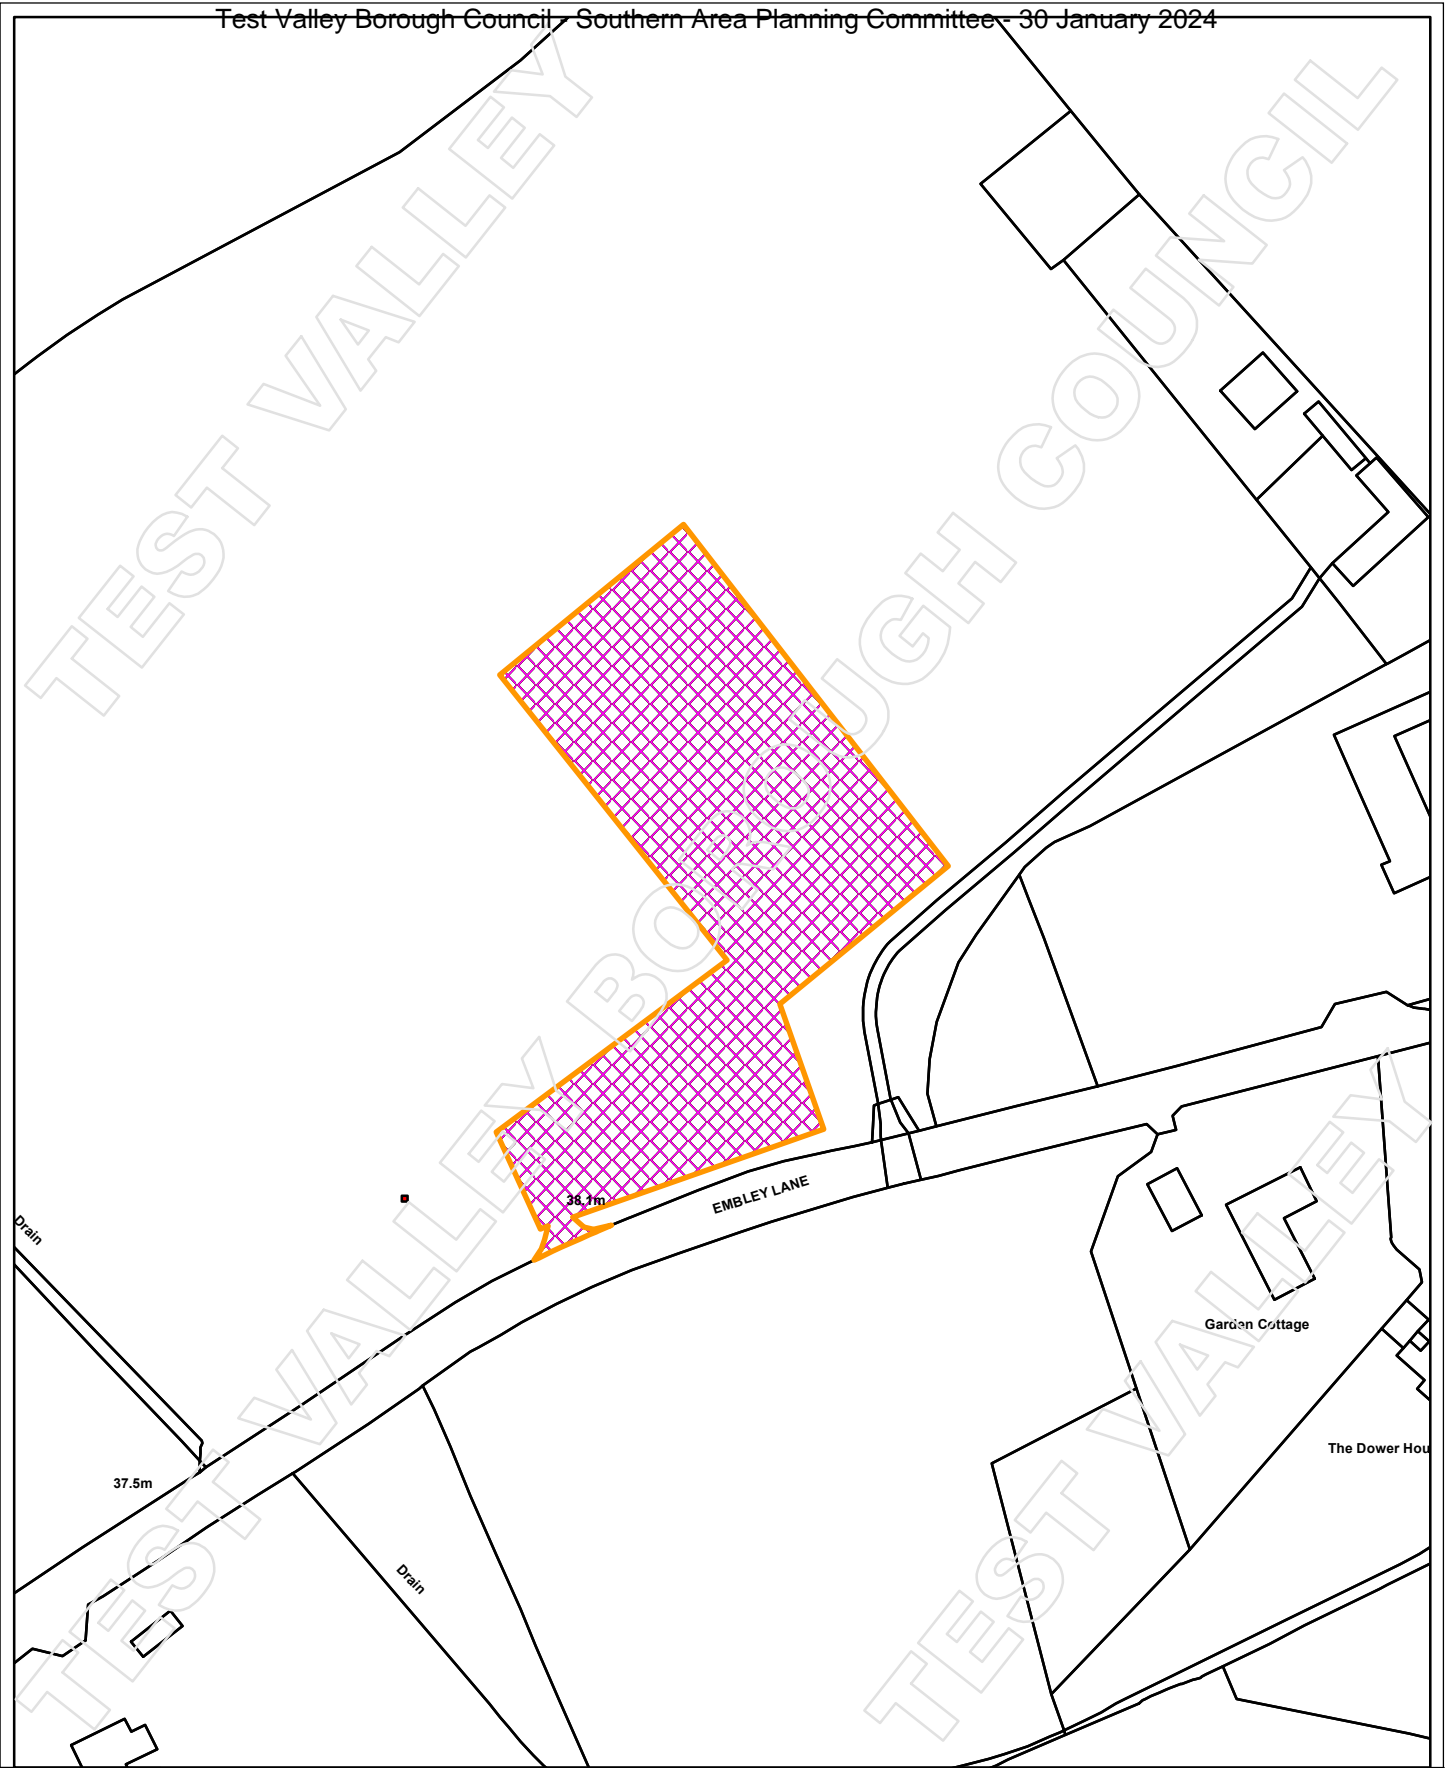 Test Valley Borough Council - Southern Area Planning Committee - 30 January 2024
TEST VALLEY
TEST VALLEY BOROUGH COUNCIL
TEST VALLEY
38.1m
EMBLEY LANE
Drain
Garden Cottage
The Dower Hou
37.5m
Drain